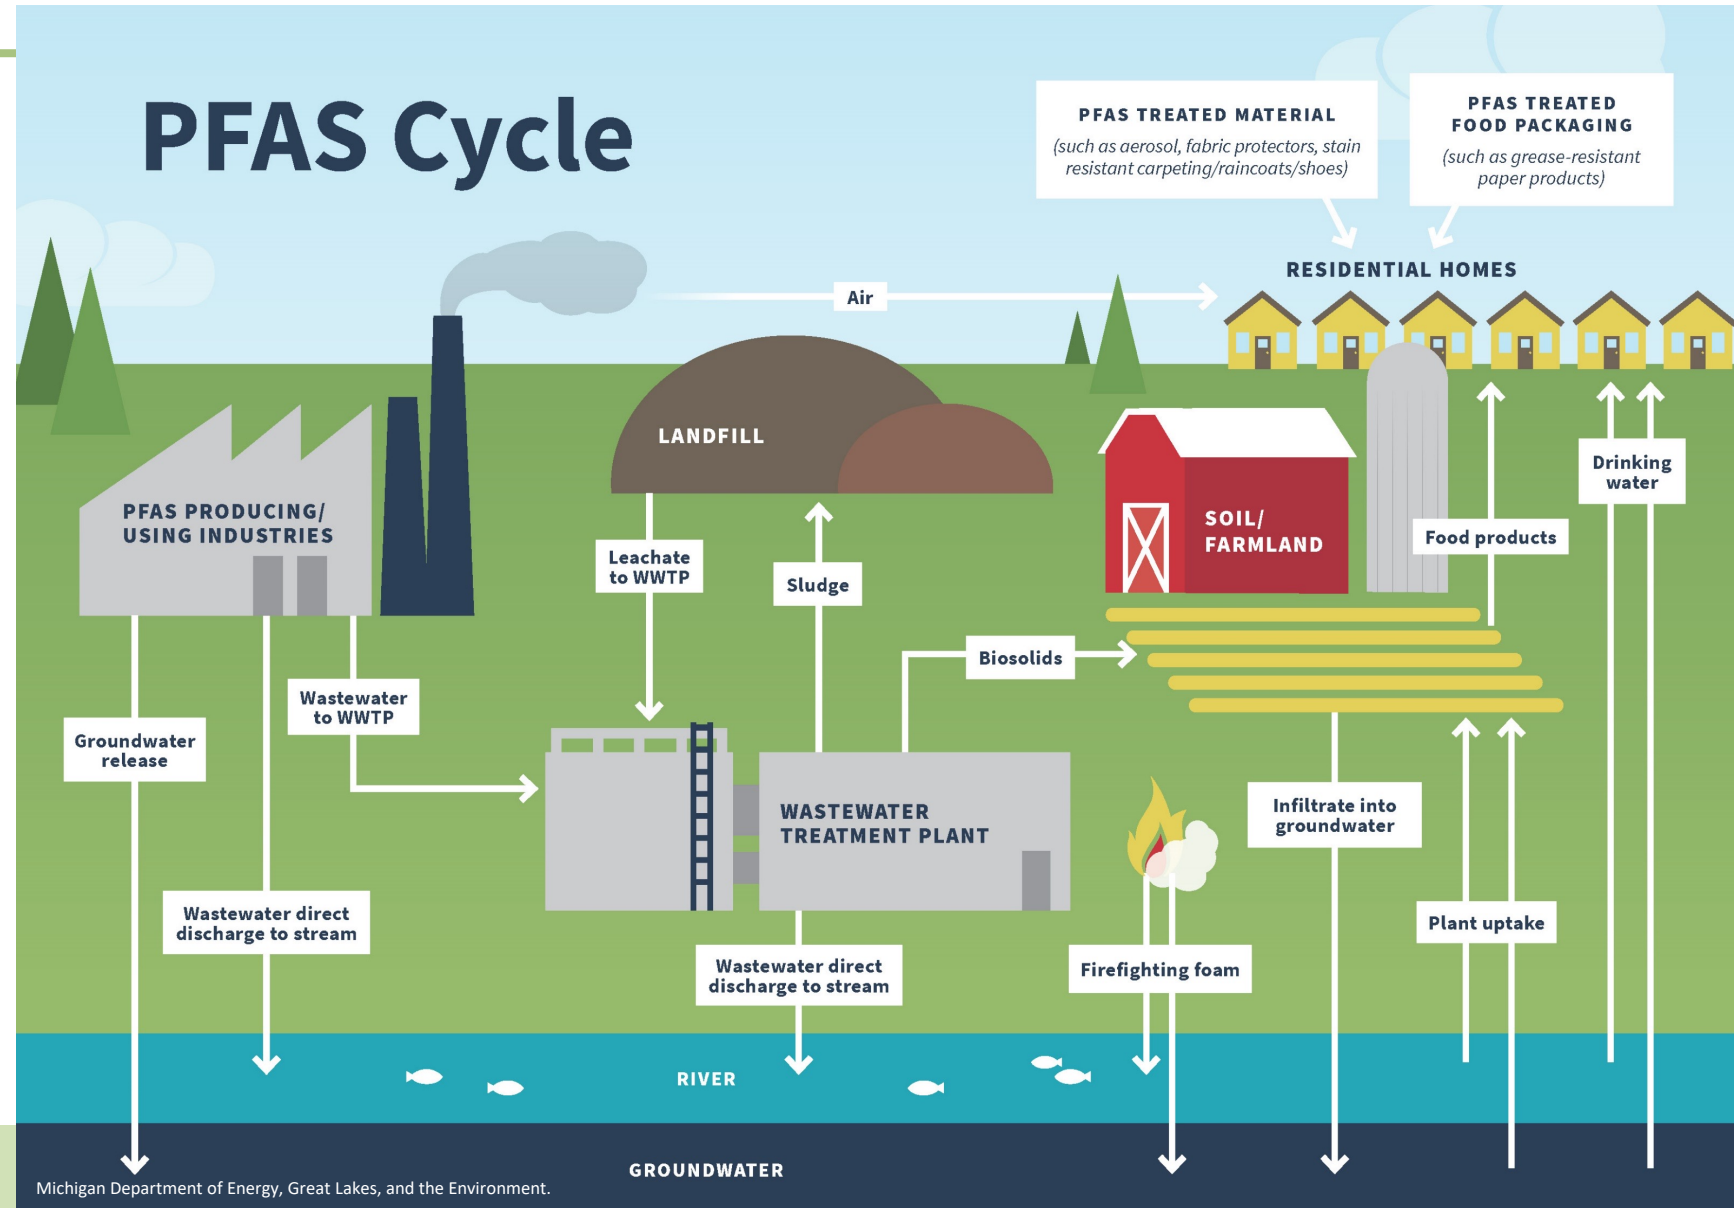 PFAS Cycle
PFAS TREATED MATERIAL
(such as aerosol, fabric protectors, stain
resistant carpeting/raincoats/shoes)
PFAS TREATED
FOOD PACKAGING
(such as grease-resistant
paper products)
RESIDENTIAL HOMES
Air
LANDFILL
PFAS PRODUCING/
USING INDUSTRIES
SOIL/
FARMLAND
Drinking
water
Food products
Leachate
to WWTP
Sludge
Biosolids
Wastewater
to WWTP
Groundwater
release
WASTEWATER
TREATMENT PLANT
Infiltrate into
groundwater
Wastewater direct
discharge to stream
Plant uptake
Wastewater direct
discharge to stream
Firefighting foam
RIVER
GROUNDWATER
Michigan Department of Energy, Great Lakes, and the Environment.